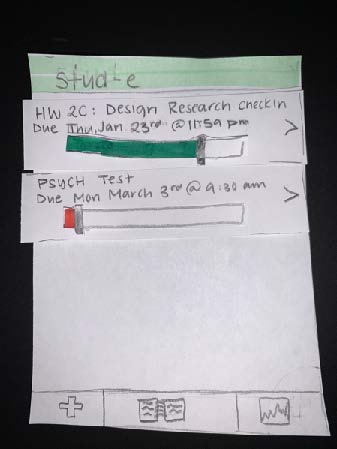 stud-e
HW 2C: Design Research Checkin
Due Thu, Jan 23rd @ 11:59 pm
PSYCH Test
Due Mon March 3rd @ 9:30 am